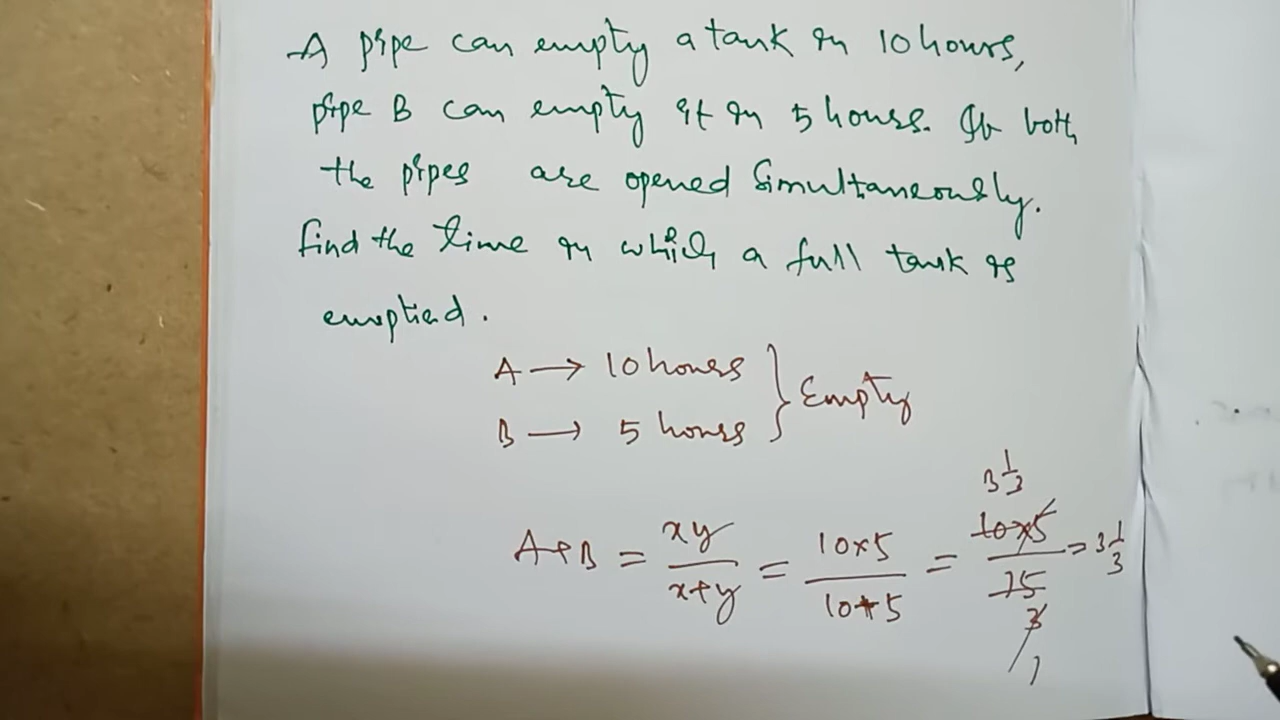 A pipe can empty a tank in 10 hours,
pipe B can empty it in 5 hours. If both
the pipes are opened simultaneously.
find the time in which a full tank is
emptied.
A → 10 hours
B → 5 hours } Empty
A+B = xy/x+y = 10×5/10+5 = 10×5/15 = 3 1/3
3 1/3
3
1